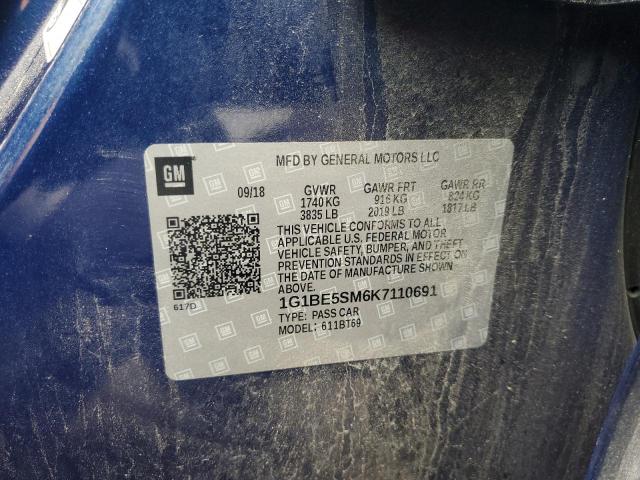 GM
MFD BY GENERAL MOTORS LLC
09/18 GVWR GAWR FRT GAWR RR
1740 KG 916 KG 824 KG
3835 LB 2019 LB 1817 LB
THIS VEHICLE CONFORMS TO ALL
APPLICABLE U.S. FEDERAL MOTOR
VEHICLE SAFETY, BUMPER, AND THEFT
PREVENTION STANDARDS IN EFFECT ON
THE DATE OF MANUFACTURE SHOWN
ABOVE.
617D
1G1BE5SM6K7110691
TYPE: PASS CAR
MODEL: 611BT69